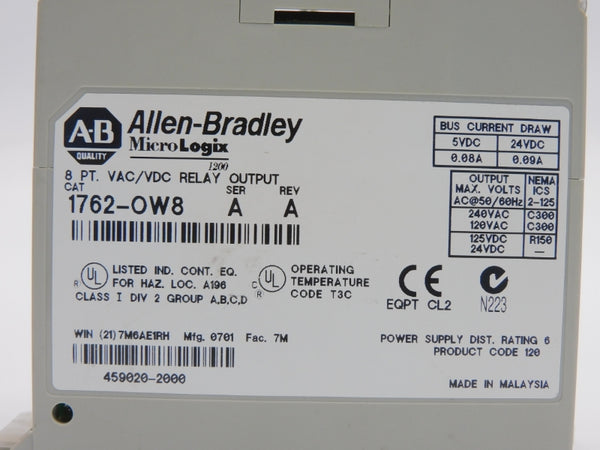 A-B
QUALITY
Allen-Bradley
MicroLogix
1200
8 PT. VAC/VDC RELAY OUTPUT
CAT SER REV
1762-OW8 A A
BUS CURRENT DRAW
5VDC 24VDC
0.08A 0.09A
OUTPUT NEMA
MAX. VOLTS ICS
AC@50/60Hz 2-125
240VAC C300
120VAC C300
125VDC R150
24VDC —
R UL LISTED IND. CONT. EQ.
FOR HAZ. LOC. A196
CLASS I DIV 2 GROUP A,B,C,D
C UL OPERATING
TEMPERATURE
CODE T3C
CE
EQPT CL2
N223
WIN (21)7M6AE1RH Mfg. 0701 Fac. 7M
459020-2000
POWER SUPPLY DIST. RATING 6
PRODUCT CODE 120
MADE IN MALAYSIA